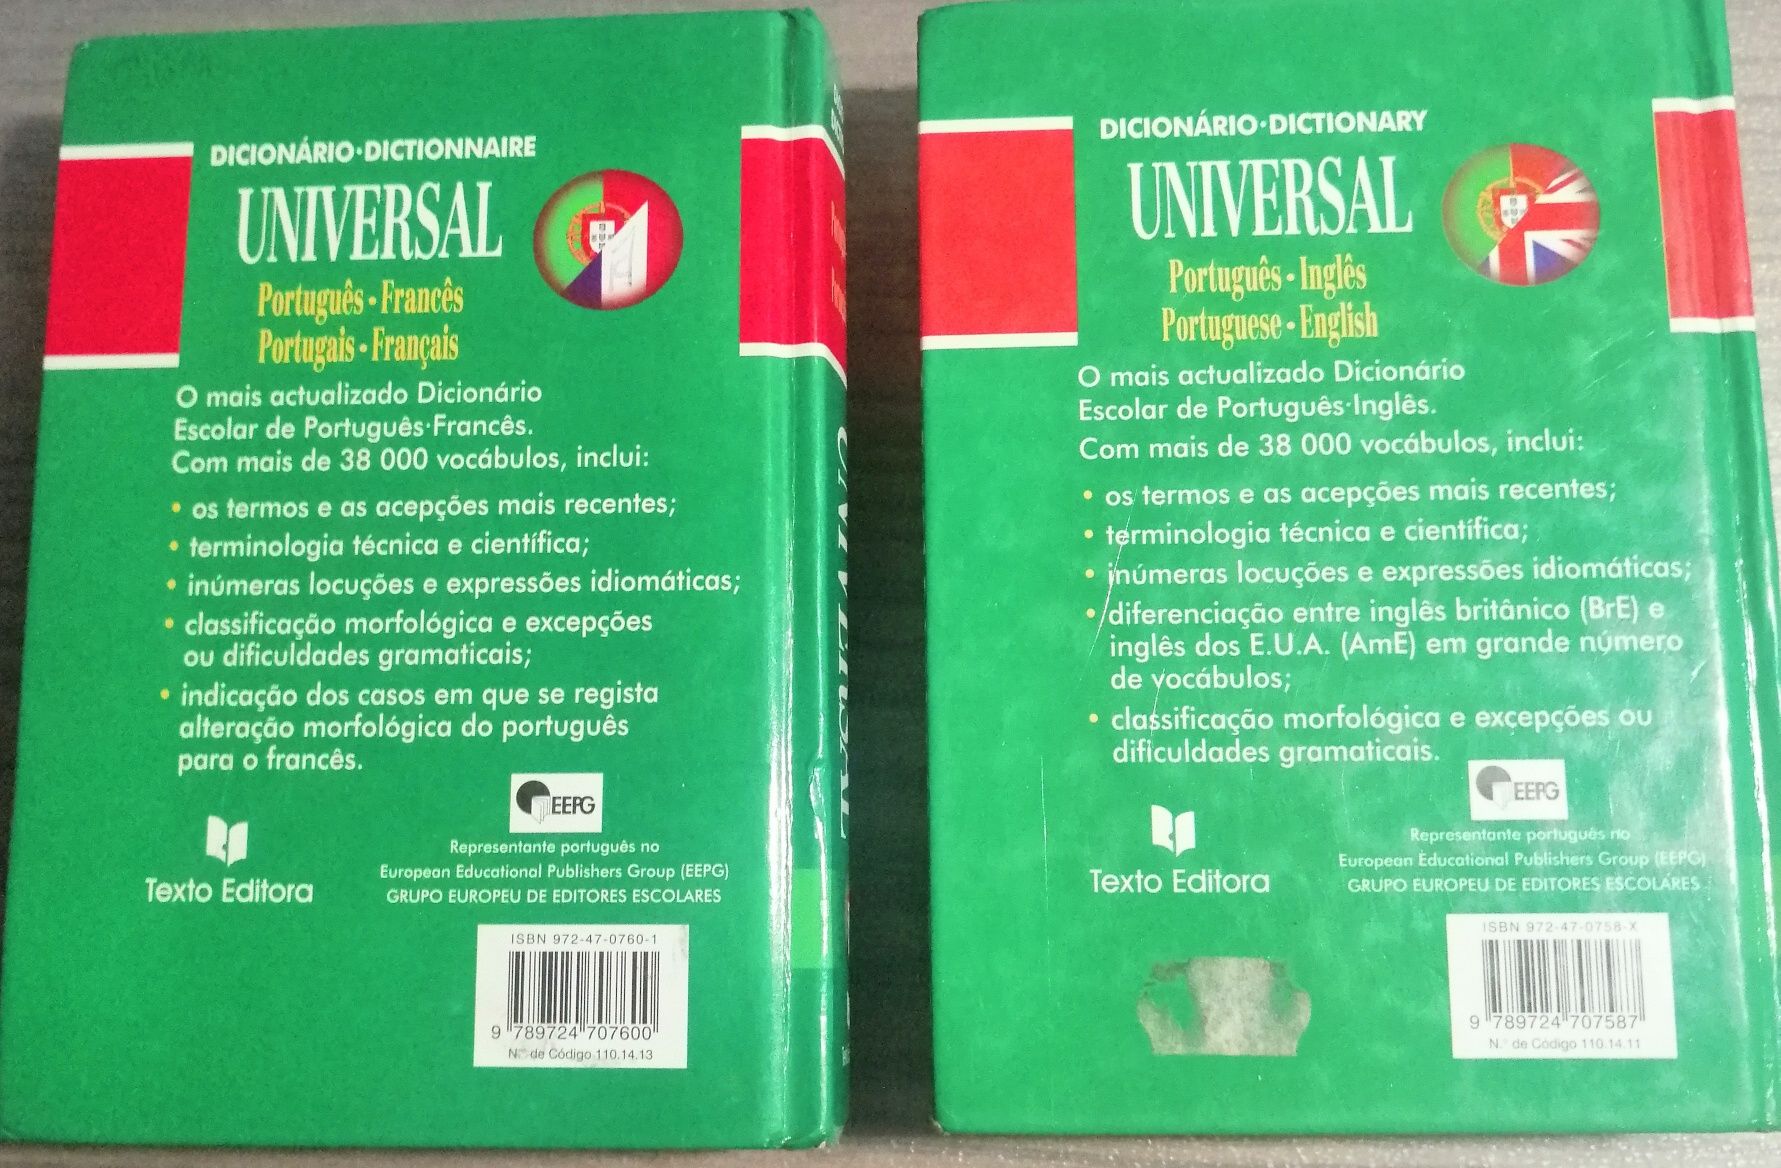 DICIONÁRIO·DICTIONNAIRE
UNIVERSAL
Português • Francês
Portugais • Français
O mais actualizado Dicionário
Escolar de Português·Francês.
Com mais de 38 000 vocábulos, inclui:
• os termos e as acepções mais recentes;
• terminologia técnica e científica;
• inúmeras locuções e expressões idiomáticas;
• classificação morfológica e excepções
ou dificuldades gramaticais;
• indicação dos casos em que se regista
alteração morfológica do português
para o francês.
EEPG
Texto Editora
Representante português no
European Educational Publishers Group (EEPG)
GRUPO EUROPEU DE EDITORES ESCOLARES
ISBN 972-47-0760-1
9 789724 707600
N.º de Código 110.14.13
UNIVERSAL
DICIONÁRIO·DICTIONARY
UNIVERSAL
Português • Inglês
Portuguese • English
O mais actualizado Dicionário
Escolar de Português·Inglês.
Com mais de 38 000 vocábulos, inclui:
• os termos e as acepções mais recentes;
• terminologia técnica e científica;
• inúmeras locuções e expressões idiomáticas;
• diferenciação entre inglês britânico (BrE) e
inglês dos E.U.A. (AmE) em grande número
de vocábulos;
• classificação morfológica e excepções ou
dificuldades gramaticais.
EEPG
Texto Editora
Representante português no
European Educational Publishers Group (EEPG)
GRUPO EUROPEU DE EDITORES ESCOLARES
ISBN 972-47-0758-X
9 789724 707587
N.º de Código 110.14.11